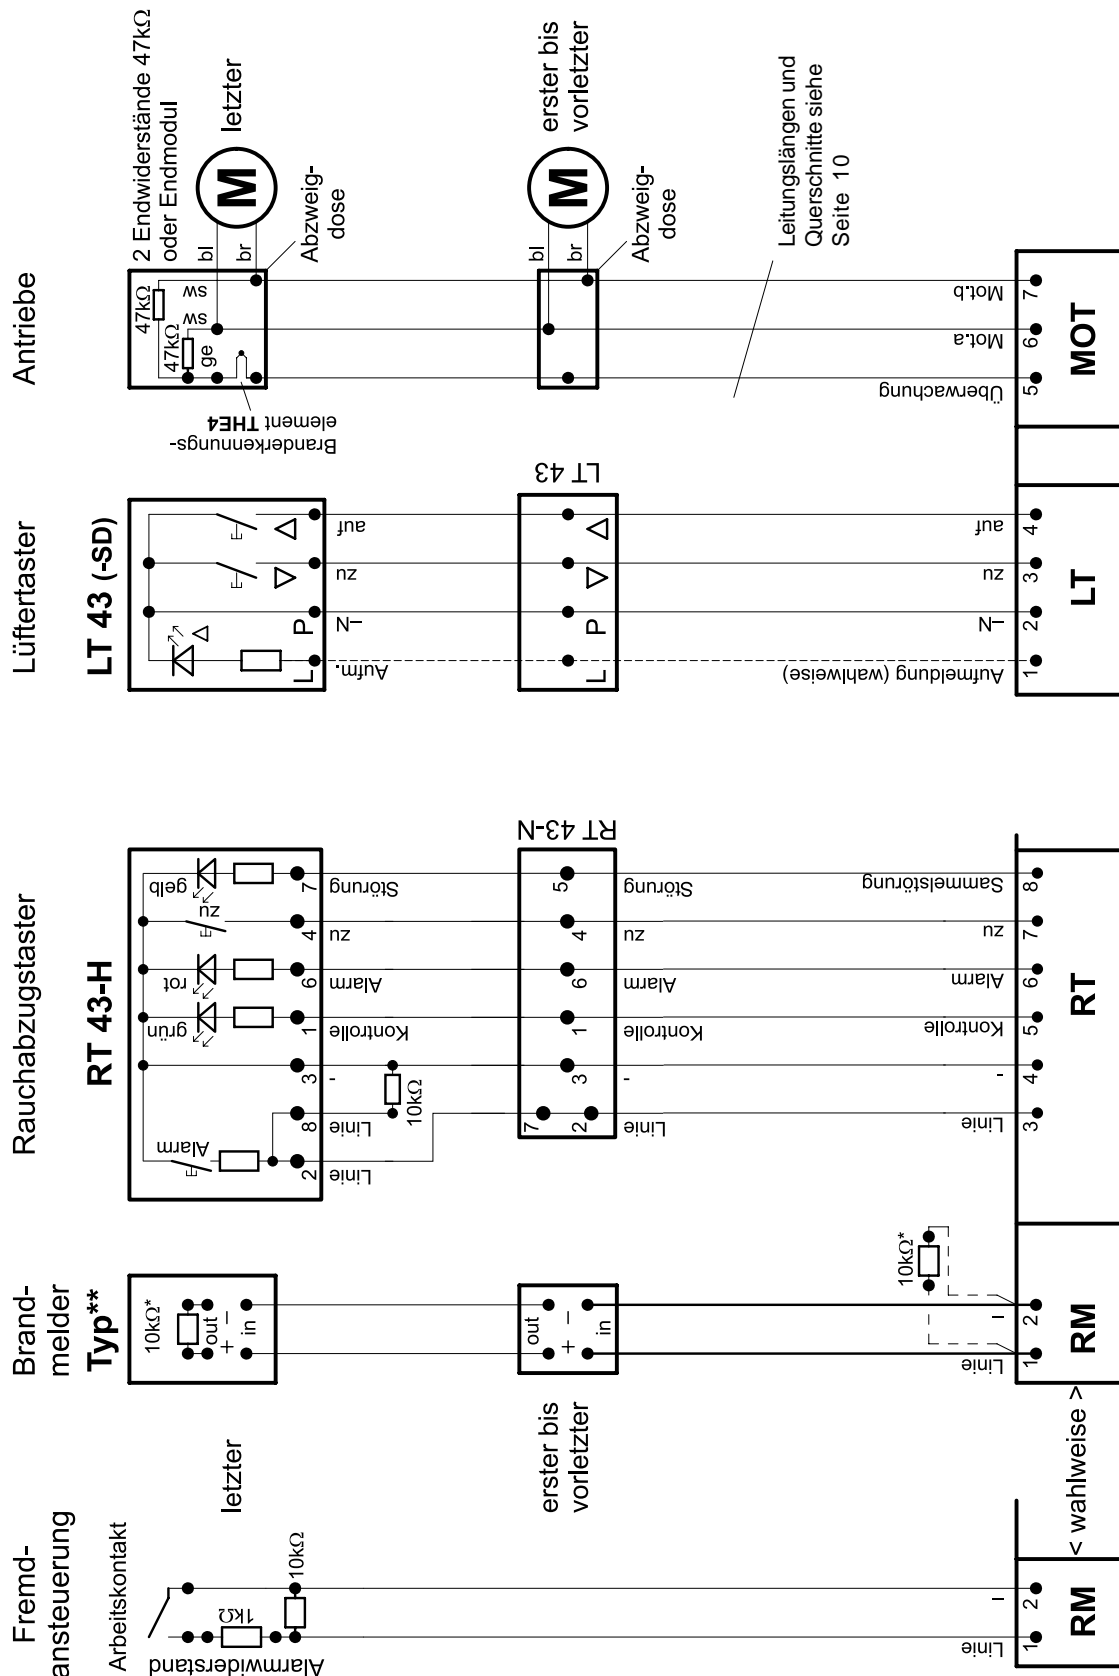 Fremd-
ansteuerung
Arbeitskontakt
Alarmwiderstand
1kΩ
10kΩ
letzter
erster bis
vorletzter
Linie
–
1
2
RM
< wahlweise >
Brand-
melder
Typ**
10kΩ*
out
+ –
in
out
+ –
in
10kΩ*
Linie
–
1
2
RM
Rauchabzugstaster
RT 43-H
Alarm
grün
rot
zu
gelb
2
8
3
1
6
4
7
Linie
Linie
-
Kontrolle
Alarm
zu
Störung
10kΩ
RT 43-N
7
2
3
1
6
4
5
Linie
-
Kontrolle
Alarm
zu
Störung
Linie
–
Kontrolle
Alarm
zu
Sammelstörung
3
4
5
6
7
8
RT
Lüftertaster
LT 43 (-SD)
L
P
Aufm.
–N
zu
auf
LT 43
L
P
Aufmeldung (wahlweise)
–N
zu
auf
1
2
3
4
LT
Antriebe
2 Endwiderstände 47kΩ
oder Endmodul
47kΩ
47kΩ
ge
sw
sw
bl
br
M
letzter
Abzweig-
dose
Branderkennungs-
element THE4
bl
br
M
erster bis
vorletzter
Abzweig-
dose
Leitungslängen und
Querschnitte siehe
Seite 10
Überwachung
Mot.a
Mot.b
5
6
7
MOT